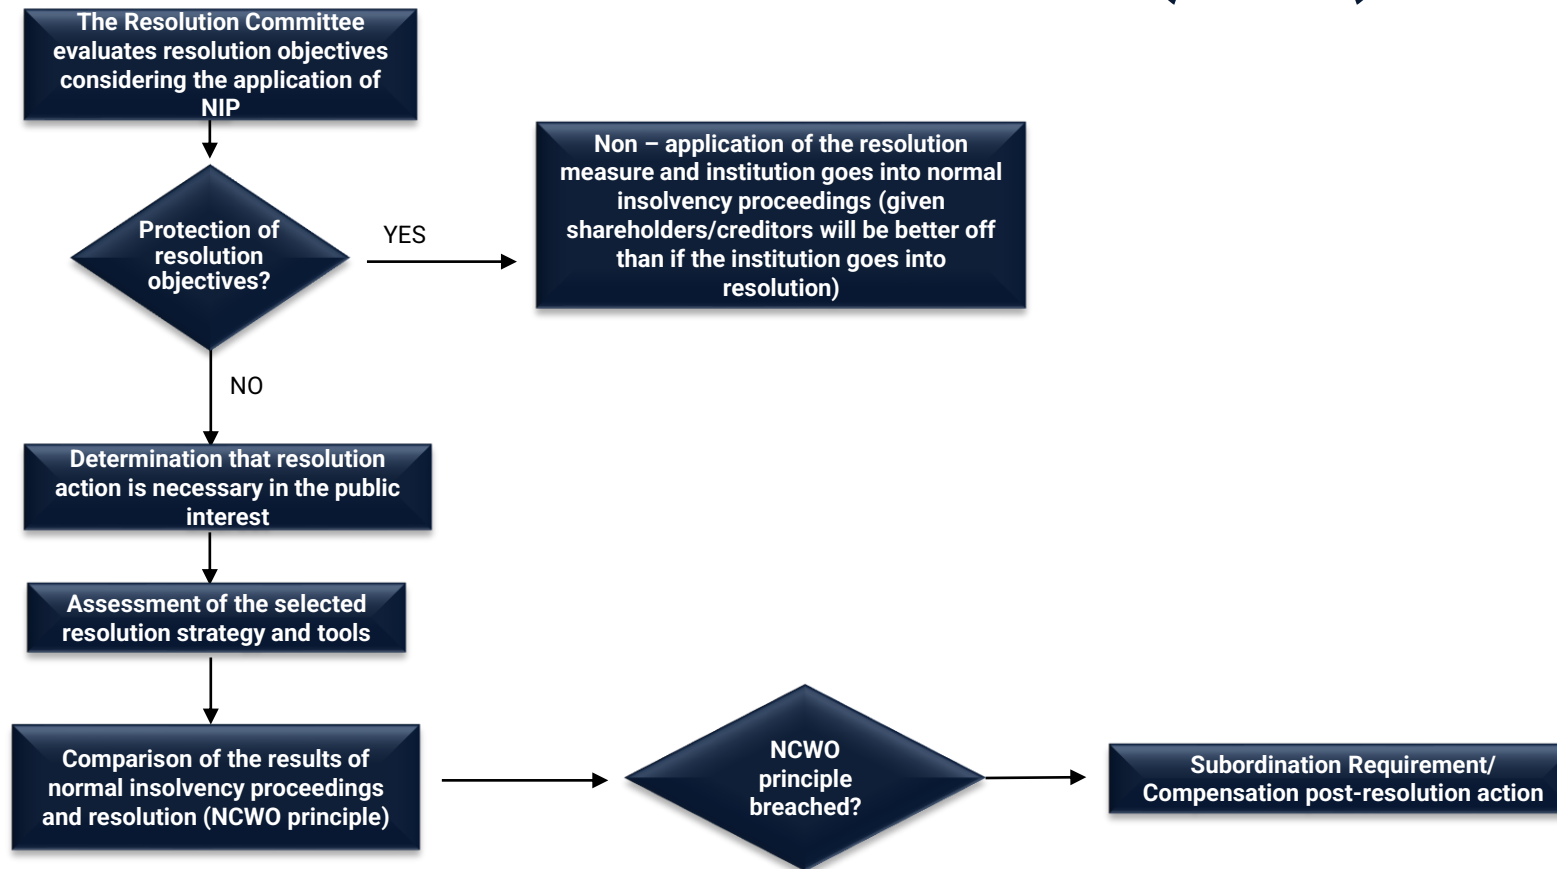 The Resolution Committee
evaluates resolution objectives
considering the application of
NIP
Non – application of the resolution
measure and institution goes into normal
insolvency proceedings (given
shareholders/creditors will be better off
than if the institution goes into
resolution)
Protection of
resolution
objectives?
YES
NO
Determination that resolution
action is necessary in the public
interest
Assessment of the selected
resolution strategy and tools
Comparison of the results of
normal insolvency proceedings
and resolution (NCWO principle)
NCWO
principle
breached?
Subordination Requirement/
Compensation post-resolution action